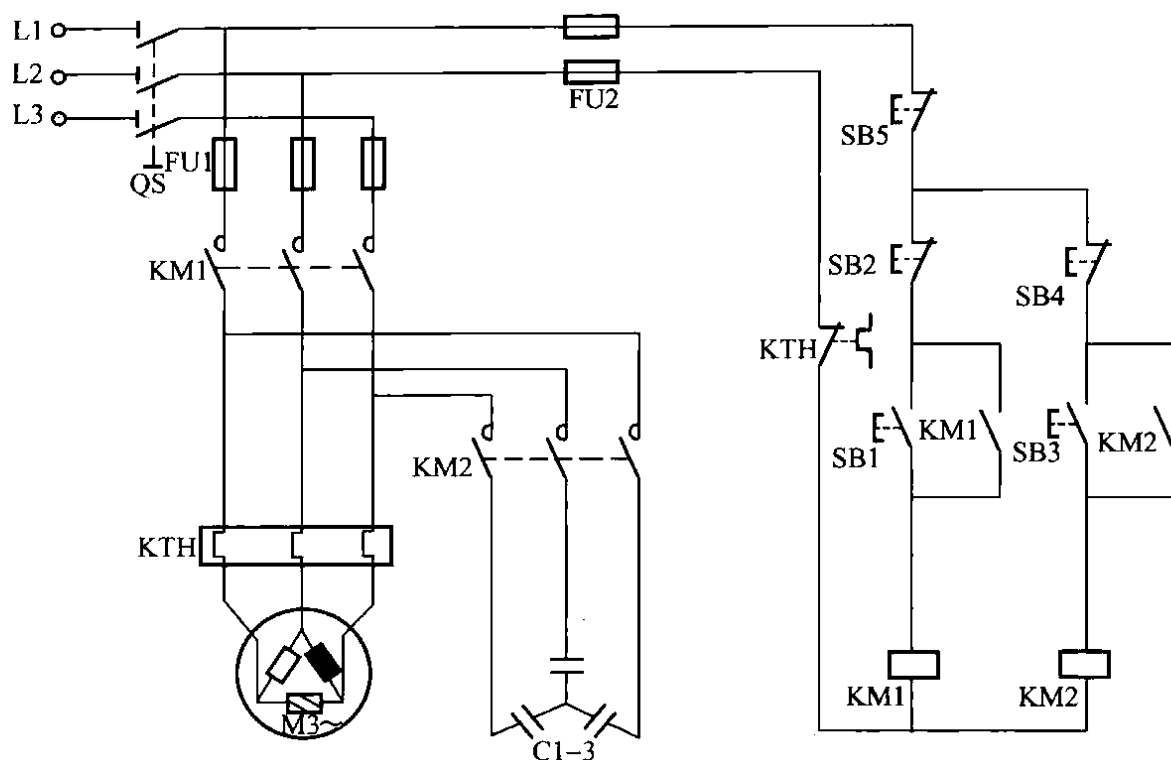 L1
L2
FU2
L3
SB5
FU1
QS
KM1
SB2
SB4
KTH
KM2
SB1
KM1
SB3
KM2
KTH
KM1
KM2
M3~
C1-3